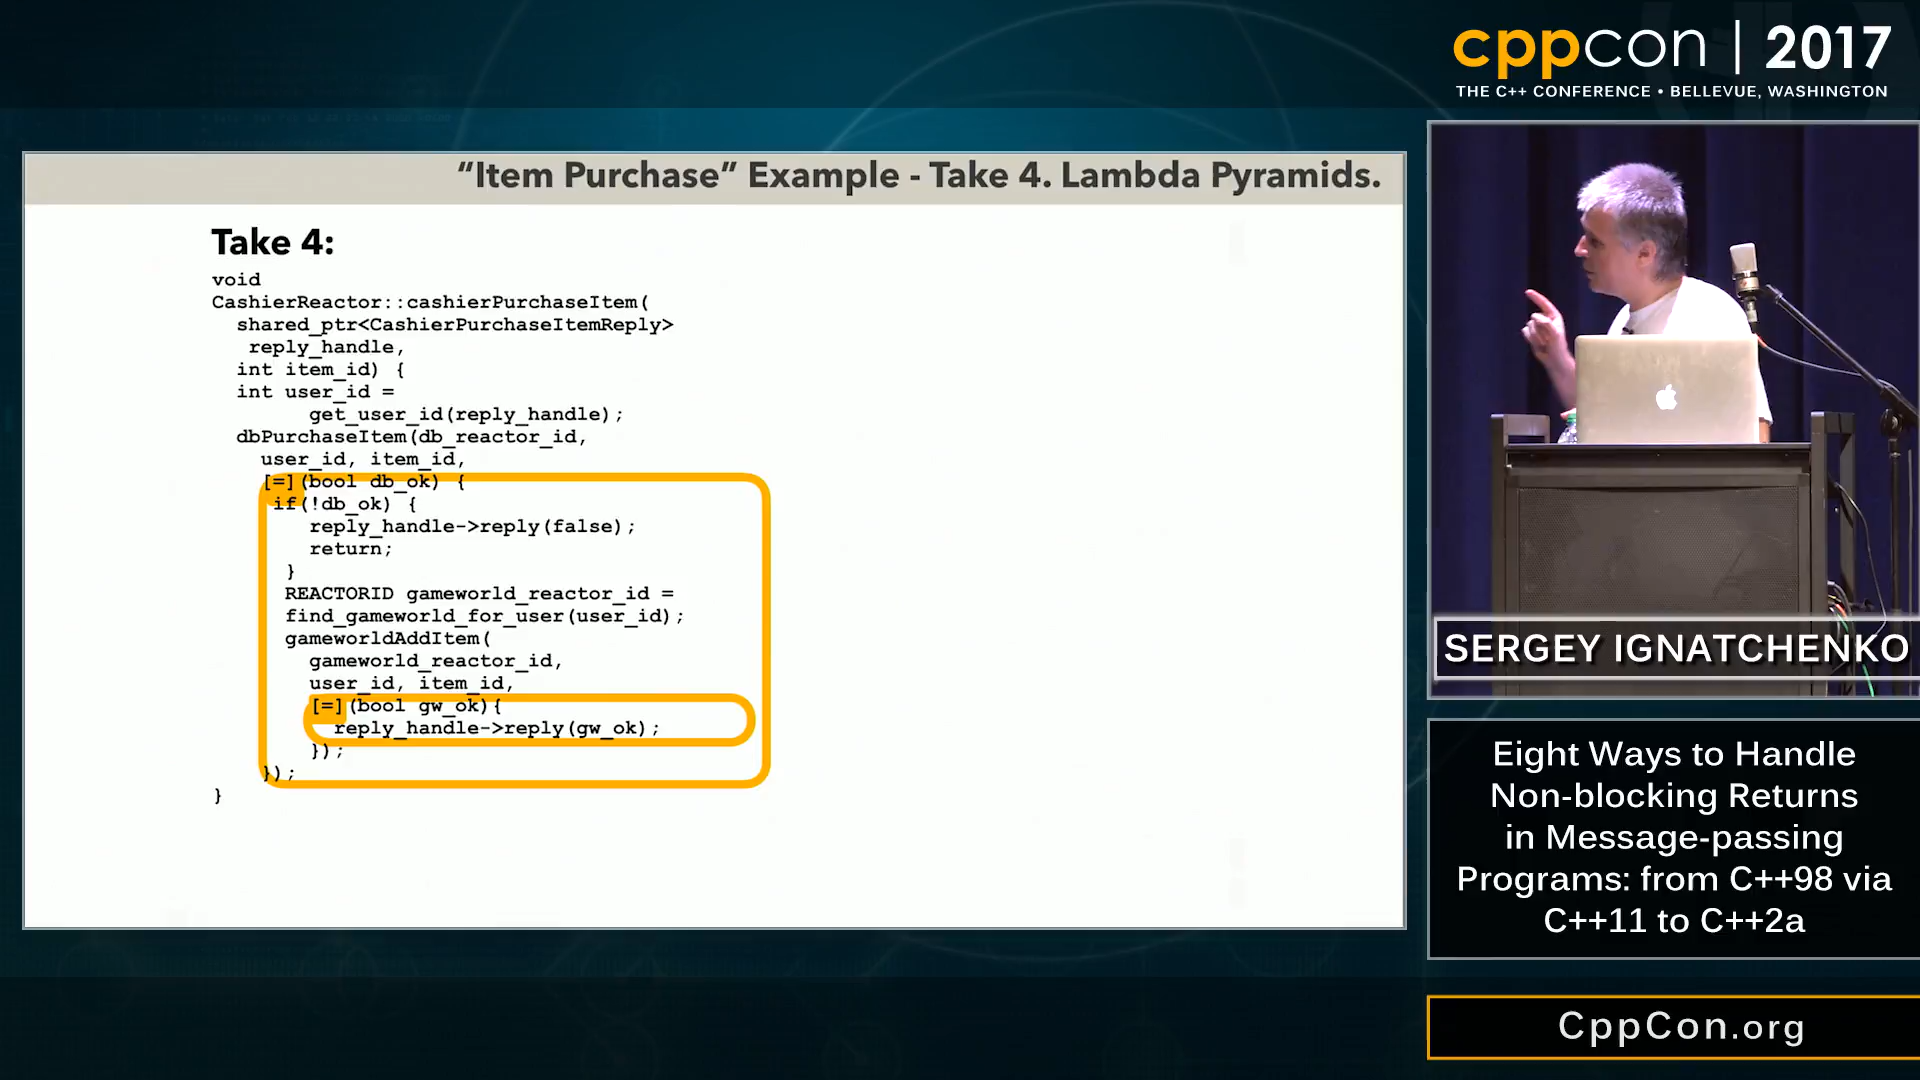 cppcon | 2017
THE C++ CONFERENCE • BELLEVUE, WASHINGTON
“Item Purchase” Example - Take 4. Lambda Pyramids.
Take 4:
void
CashierReactor::cashierPurchaseItem(
shared_ptr<CashierPurchaseItemReply>
reply_handle,
int item_id) {
int user_id =
get_user_id(reply_handle);
dbPurchaseItem(db_reactor_id,
user_id, item_id,
[=](bool db_ok) {
if(!db_ok) {
reply_handle->reply(false);
return;
}
REACTORID gameworld_reactor_id =
find_gameworld_for_user(user_id);
gameworldAddItem(
gameworld_reactor_id,
user_id, item_id,
[=](bool gw_ok){
reply_handle->reply(gw_ok);
});
});
}
SERGEY IGNATCHENKO
Eight Ways to Handle
Non-blocking Returns
in Message-passing
Programs: from C++98 via
C++11 to C++2a
CppCon.org